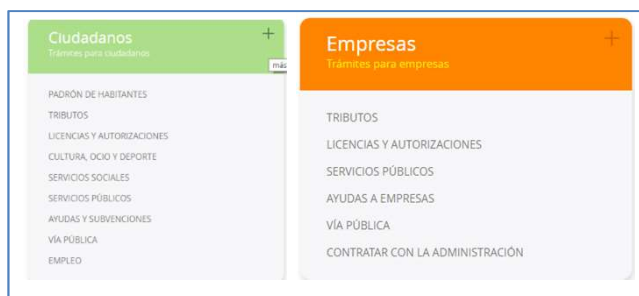 Ciudadanos
Trámites para ciudadanos
más
PADRÓN DE HABITANTES
TRIBUTOS
LICENCIAS Y AUTORIZACIONES
CULTURA, OCIO Y DEPORTE
SERVICIOS SOCIALES
SERVICIOS PÚBLICOS
AYUDAS Y SUBVENCIONES
VÍA PÚBLICA
EMPLEO
Empresas
Trámites para empresas
TRIBUTOS
LICENCIAS Y AUTORIZACIONES
SERVICIOS PÚBLICOS
AYUDAS A EMPRESAS
VÍA PÚBLICA
CONTRATAR CON LA ADMINISTRACIÓN